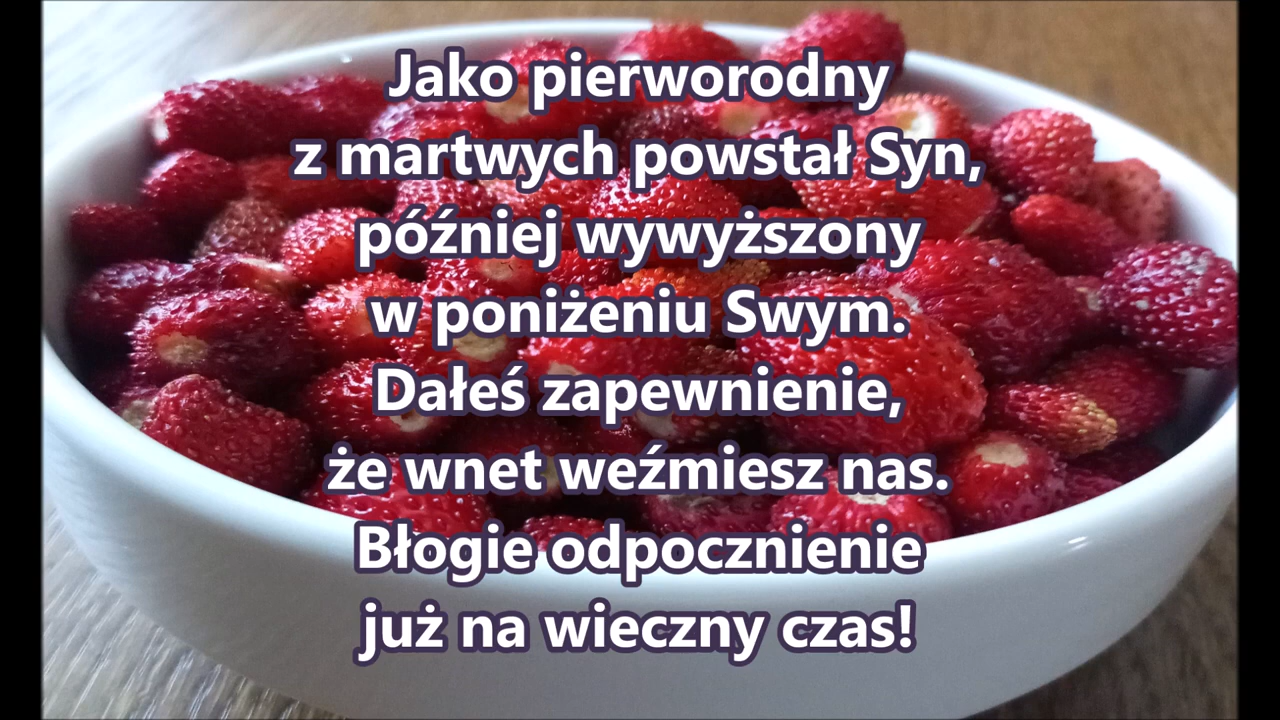 Jako pierworodny
z martwych powstał Syn,
później wywyższony
w poniżeniu Swym.
Dałeś zapewnienie,
że wnet weźmiesz nas.
Błogie odpocznienie
już na wieczny czas!